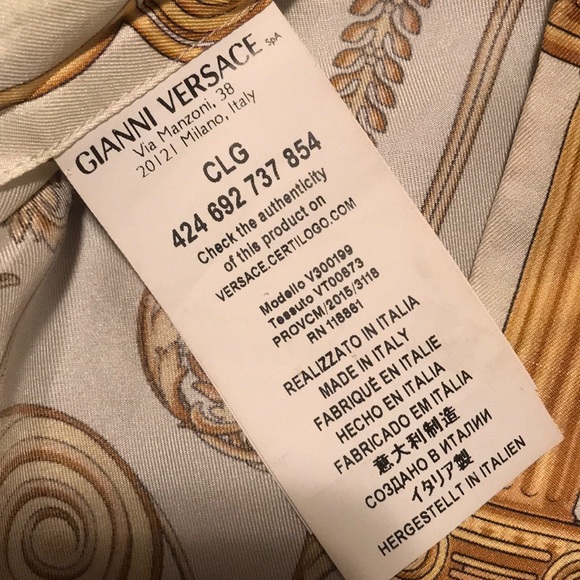 GIANNI VERSACE SpA
Via Manzoni, 38
20121 Milano, Italy
CLG
424 692 737 854
Check the authenticity
of this product on
VERSACE.CERTILOGO.COM
Modello V300199
Tessuto VT00673
PROVCM/2015/3118
RN 118861
REALIZZATO IN ITALIA
MADE IN ITALY
FABRIQUÉ EN ITALIE
HECHO EN ITALIA
FABRICADO EM ITÁLIA
意大利制造
СОЗДАНО В ИТАЛИИ
イタリア製
HERGESTELLT IN ITALIEN